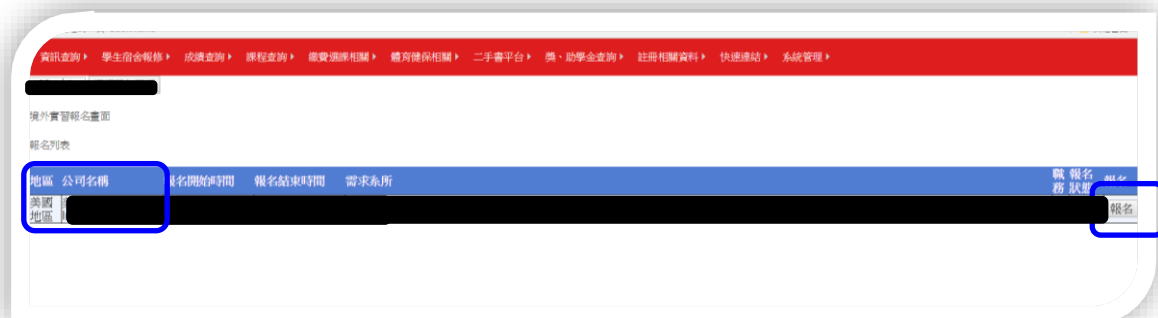 資訊查詢 學生宿舍報修 成績查詢 課程查詢 繳費選課相關 體育健保相關 二手書平台 獎、助學金查詢 註冊相關資料 快速連結 系統管理
境外實習報名畫面
報名列表
地區 公司名稱 報名開始時間 報名結束時間 需求系所 職務 報名狀態 報名
美國地區 報名